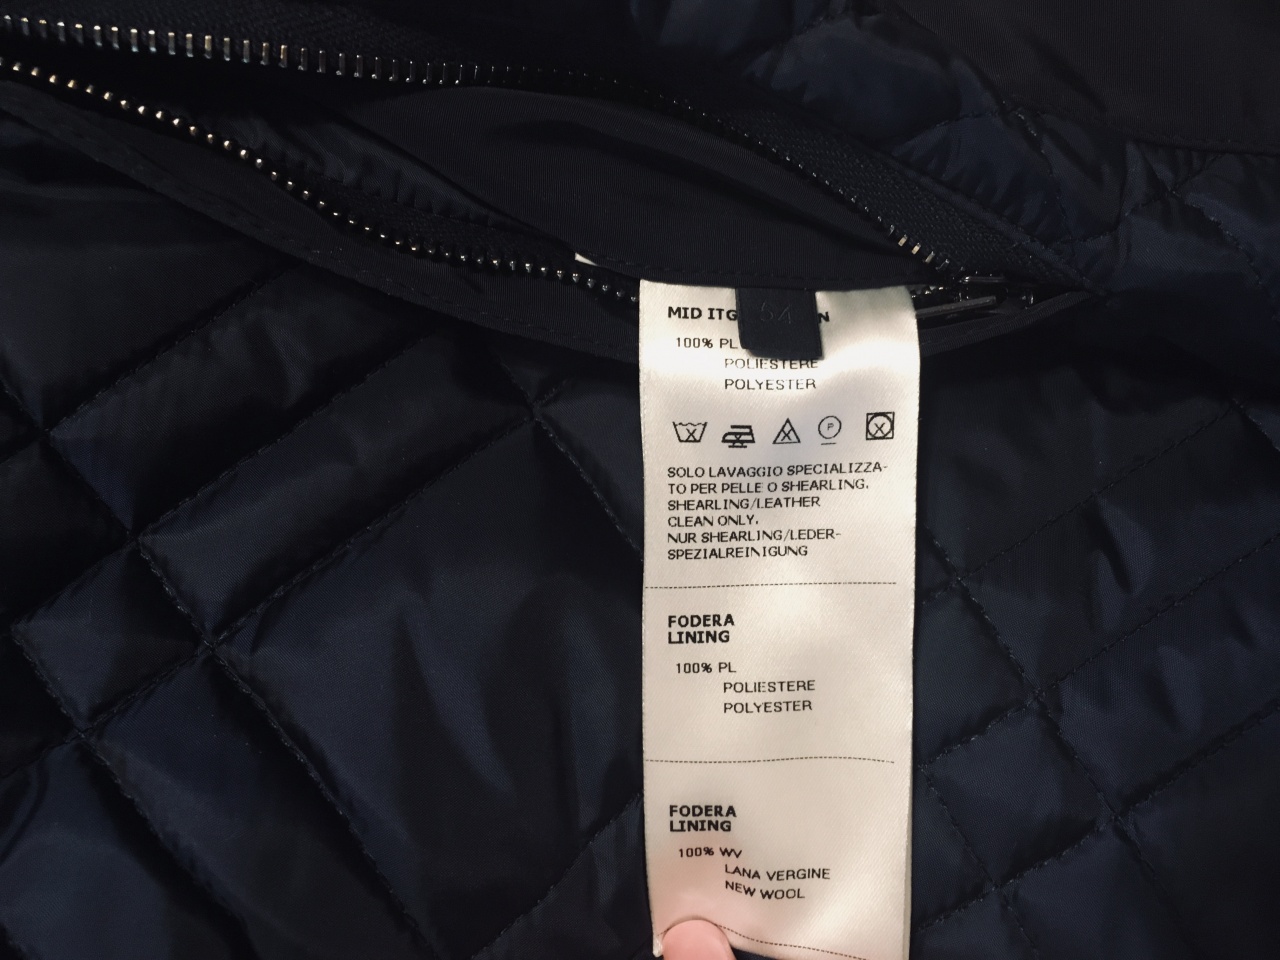 54
MID ITG
100% PL
POLIESTERE
POLYESTER
P
SOLO LAVAGGIO SPECIALIZZA-
TO PER PELLE O SHEARLING.
SHEARLING/LEATHER
CLEAN ONLY.
NUR SHEARLING/LEDER-
SPEZIALREINIGUNG
FODERA
LINING
100% PL
POLIESTERE
POLYESTER
FODERA
LINING
100% WV
LANA VERGINE
NEW WOOL